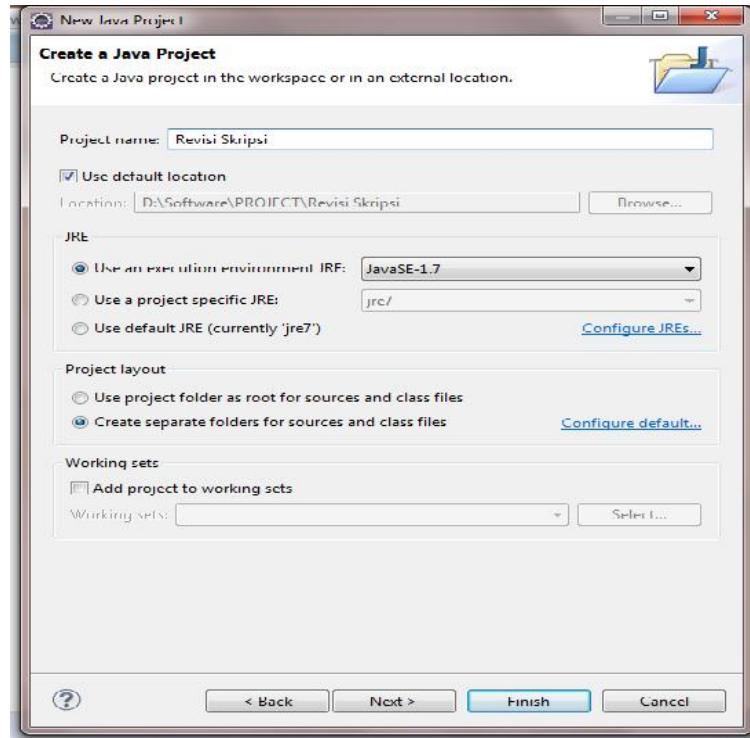 New Java Project
Create a Java Project
Create a Java project in the workspace or in an external location.
Project name: Revisi Skripsi
Use default location
Location: D:\Software\PROJECT\Revisi Skripsi Browse...
JRE
Use an execution environment JRE: JavaSE-1.7
Use a project specific JRE: jre7
Use default JRE (currently 'jre7') Configure JREs...
Project layout
Use project folder as root for sources and class files
Create separate folders for sources and class files Configure default...
Working sets
Add project to working sets
Working sets: Select...
< Back Next > Finish Cancel